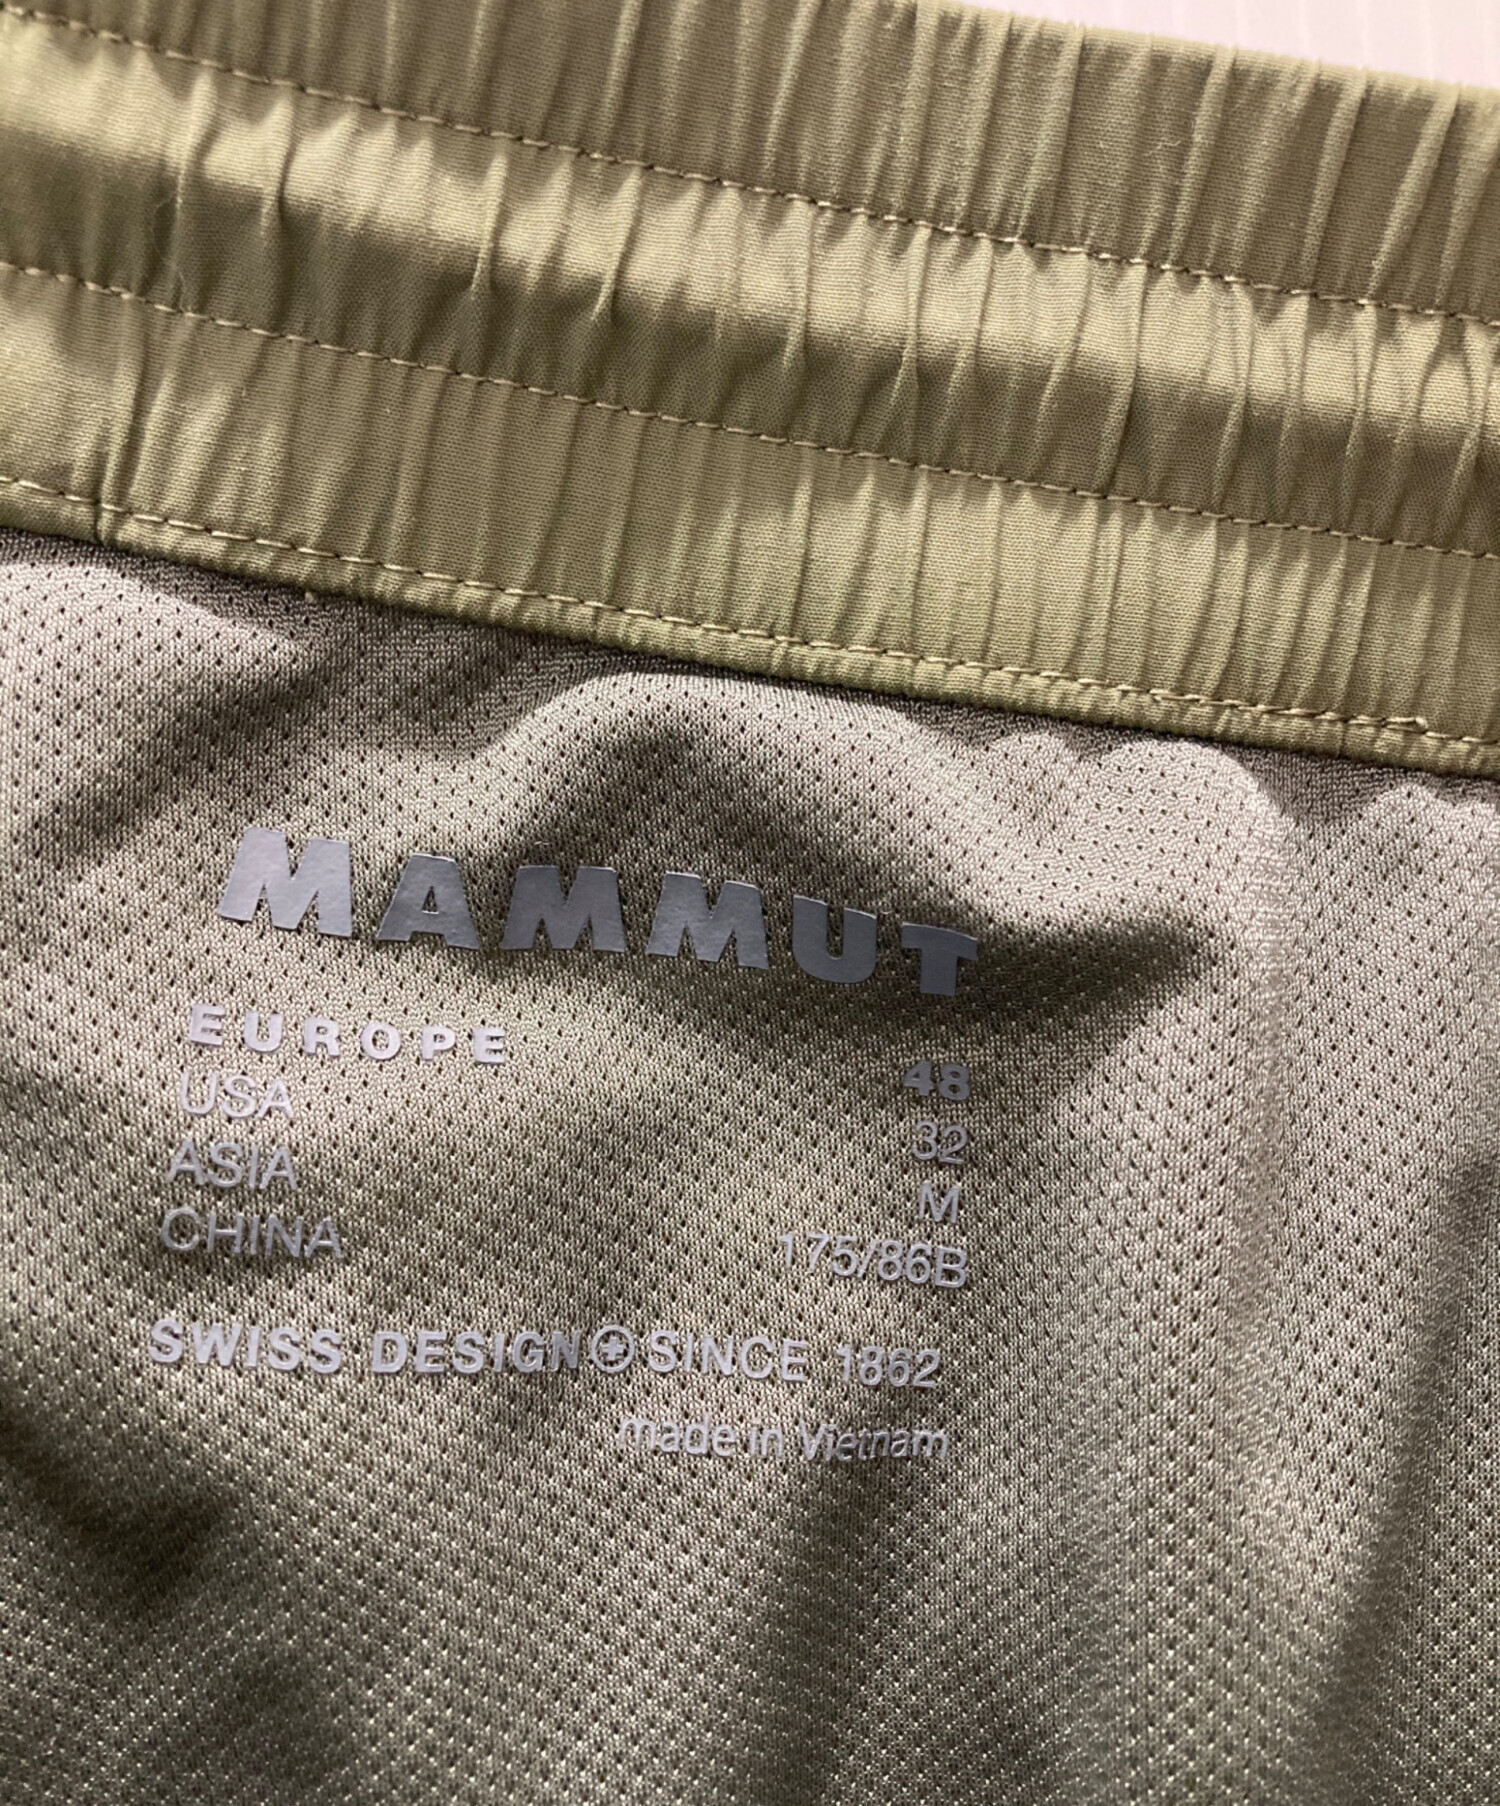 MAMMUT
EUROPE 48
USA 32
ASIA M
CHINA 175/86B
SWISS DESIGN SINCE 1862
made in Vietnam